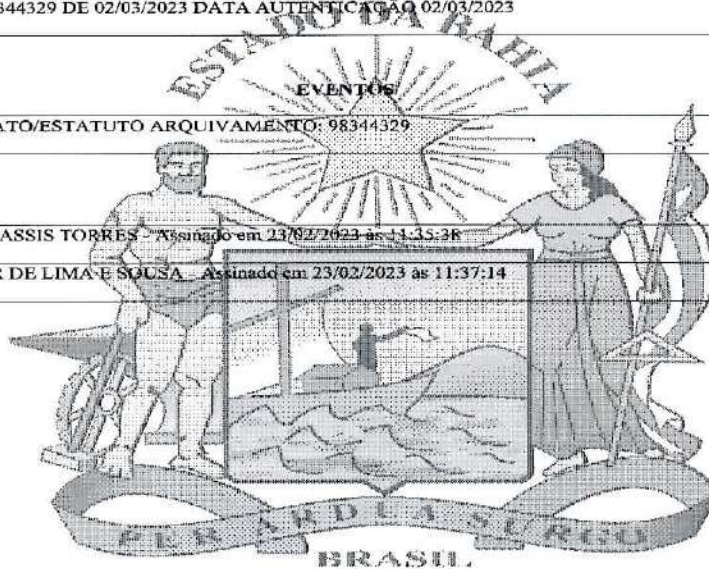 344329 DE 02/03/2023 DATA AUTENTICAÇÃO 02/03/2023
ESTADO DA BAHIA
EVENTOS
ATO/ESTATUTO ARQUIVAMENTO: 98344329
ASSIS TORRES - Assinado em 23/02/2023 às 11:35:38
R DE LIMA E SOUSA - Assinado em 23/02/2023 às 11:37:14
PER ARDUA SURGO
BRASIL